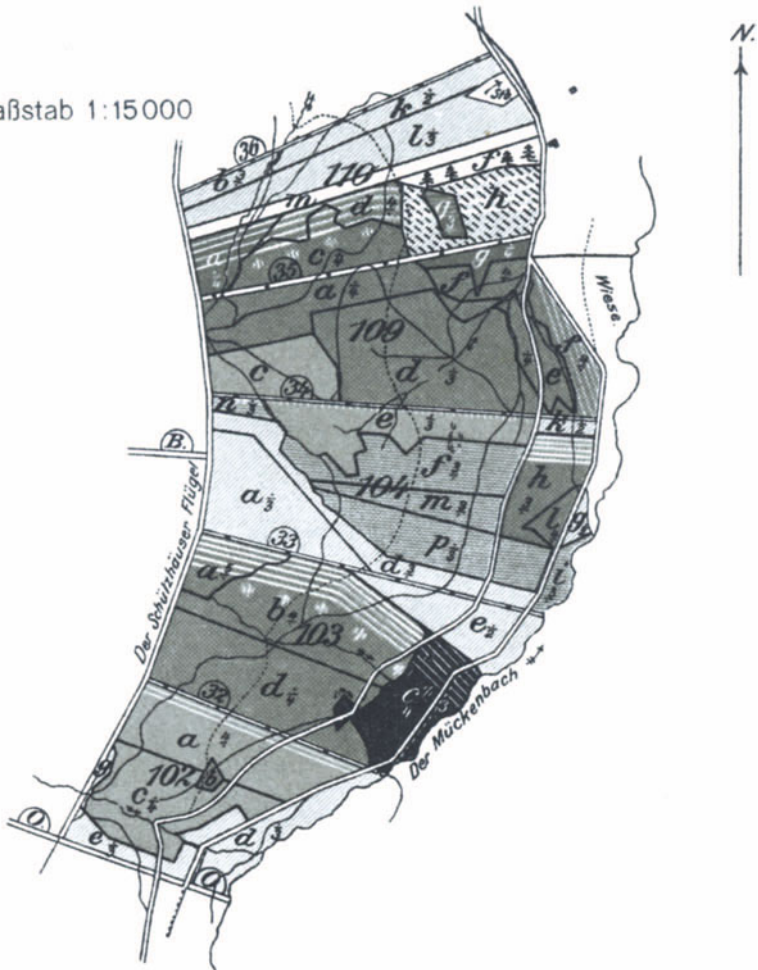 N.
aßstab 1:15000
36
k
l
b
110
f
m
d
h
a
q
c
35
a
g
f
Wiese.
109
f
c
d
e
34
n
e
k
B.
f
104
h
a
m
l
g
Der Schützhäuser Flügel
33
p
d
i
a
b
103
e
d
c
32
Der Mückenbach
a
102
b
g
c
O.
e
d
O.